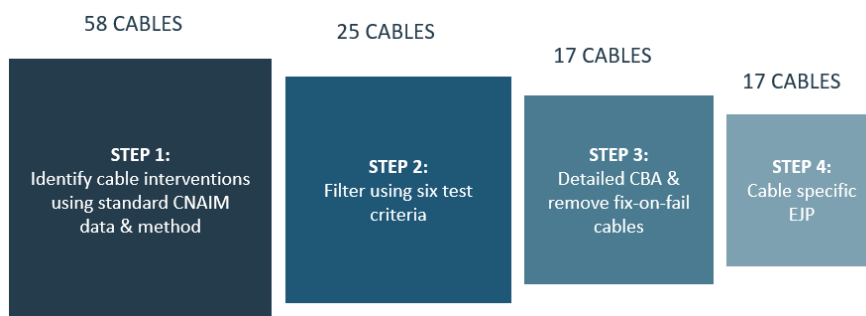 58 CABLES
25 CABLES
17 CABLES
17 CABLES
STEP 1:
Identify cable interventions
using standard CNAIM
data & method
STEP 2:
Filter using six test
criteria
STEP 3:
Detailed CBA &
remove fix-on-fail
cables
STEP 4:
Cable specific
EJP